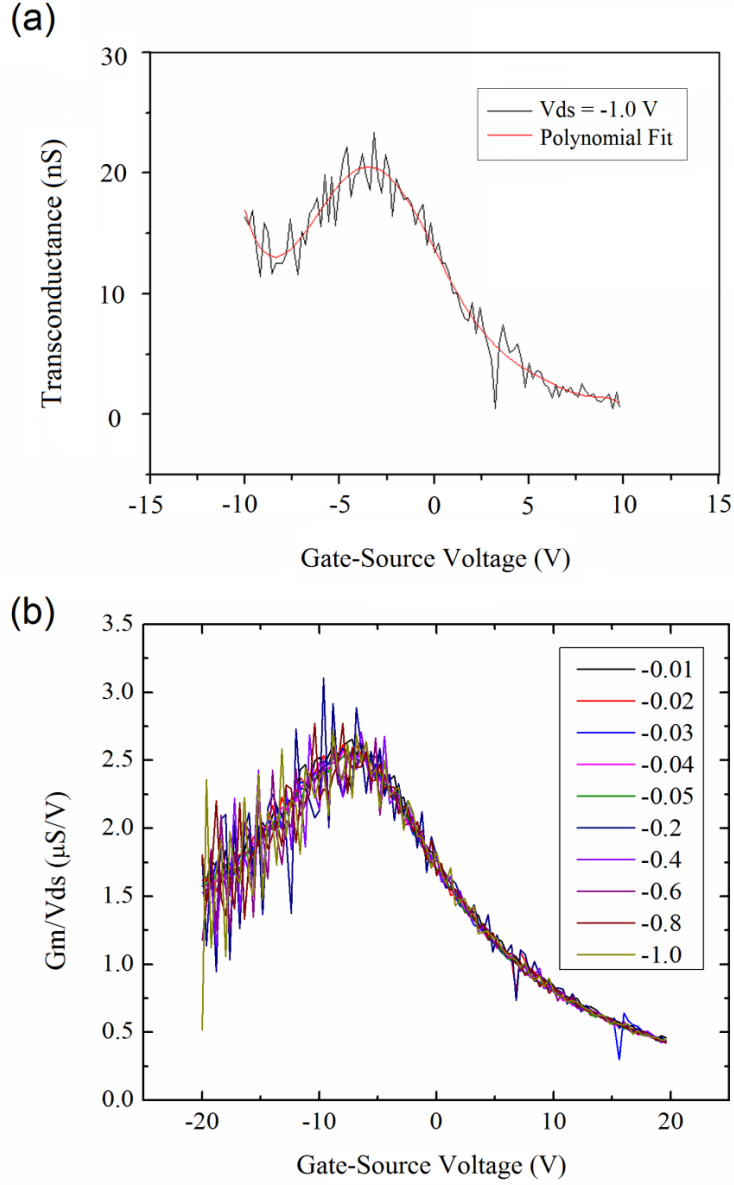 (a)
30
20
10
0
Transconductance (nS)
Vds = -1.0 V
Polynomial Fit
-15 -10 -5 0 5 10 15
Gate-Source Voltage (V)
(b)
3.5
3.0
2.5
2.0
1.5
1.0
0.5
0.0
Gm/Vds (µS/V)
-0.01
-0.02
-0.03
-0.04
-0.05
-0.2
-0.4
-0.6
-0.8
-1.0
-20 -10 0 10 20
Gate-Source Voltage (V)